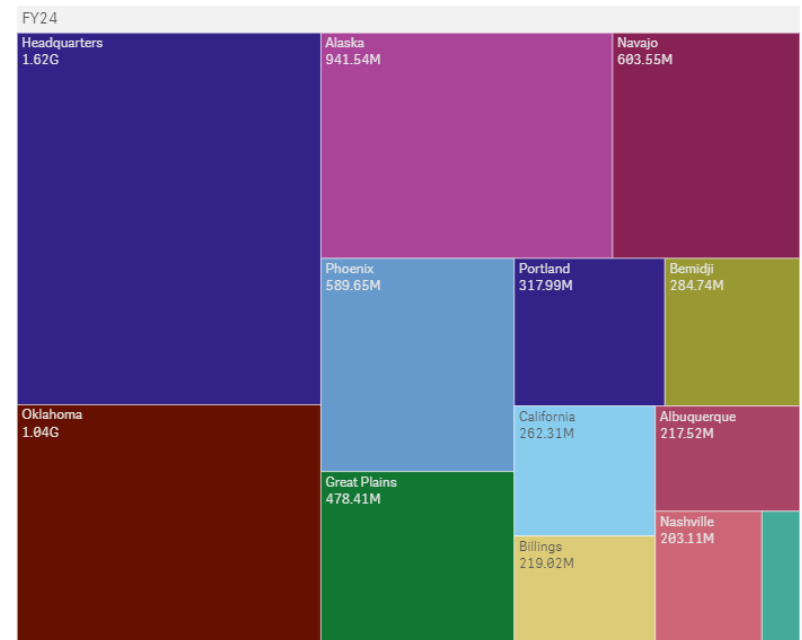 FY24
Headquarters
1.62G
Alaska
941.54M
Navajo
603.55M
Phoenix
589.65M
Portland
317.99M
Bemidji
284.74M
Oklahoma
1.04G
California
262.31M
Albuquerque
217.52M
Great Plains
478.41M
Nashville
203.11M
Billings
219.02M